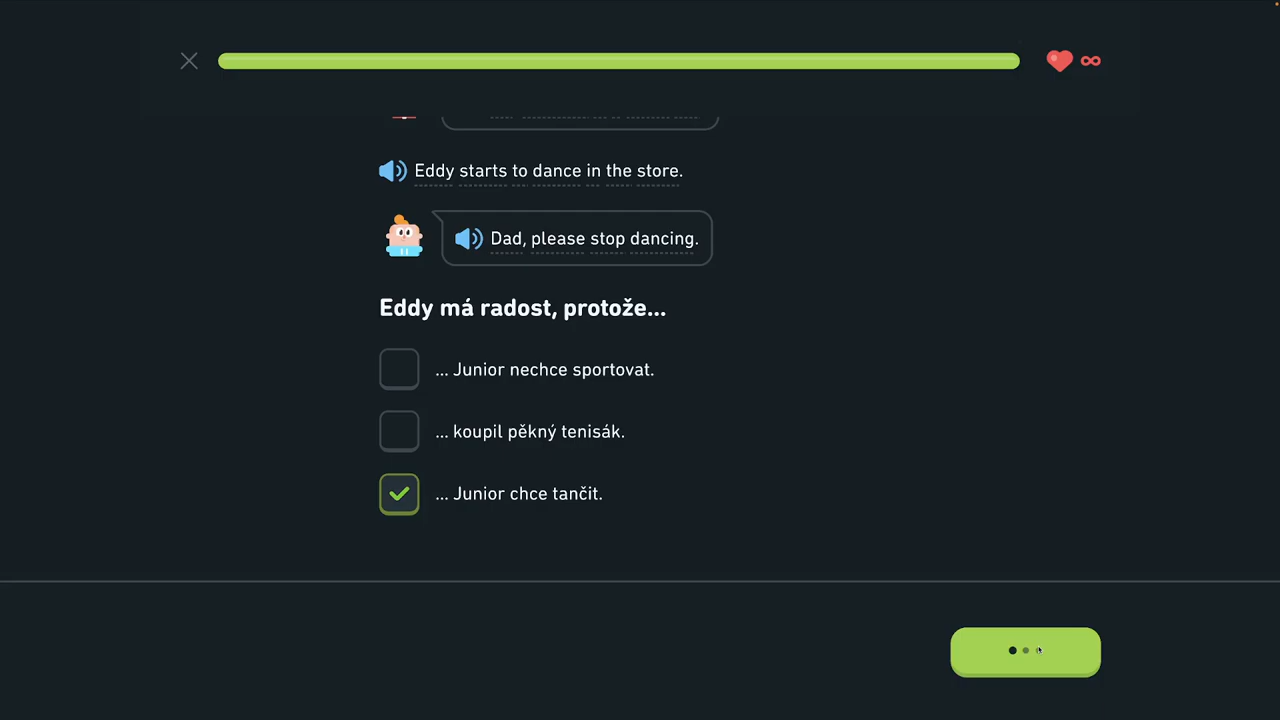 Eddy starts to dance in the store.
Dad, please stop dancing.
Eddy má radost, protože...
... Junior nechce sportovat.
... koupil pěkný tenisák.
... Junior chce tančit.